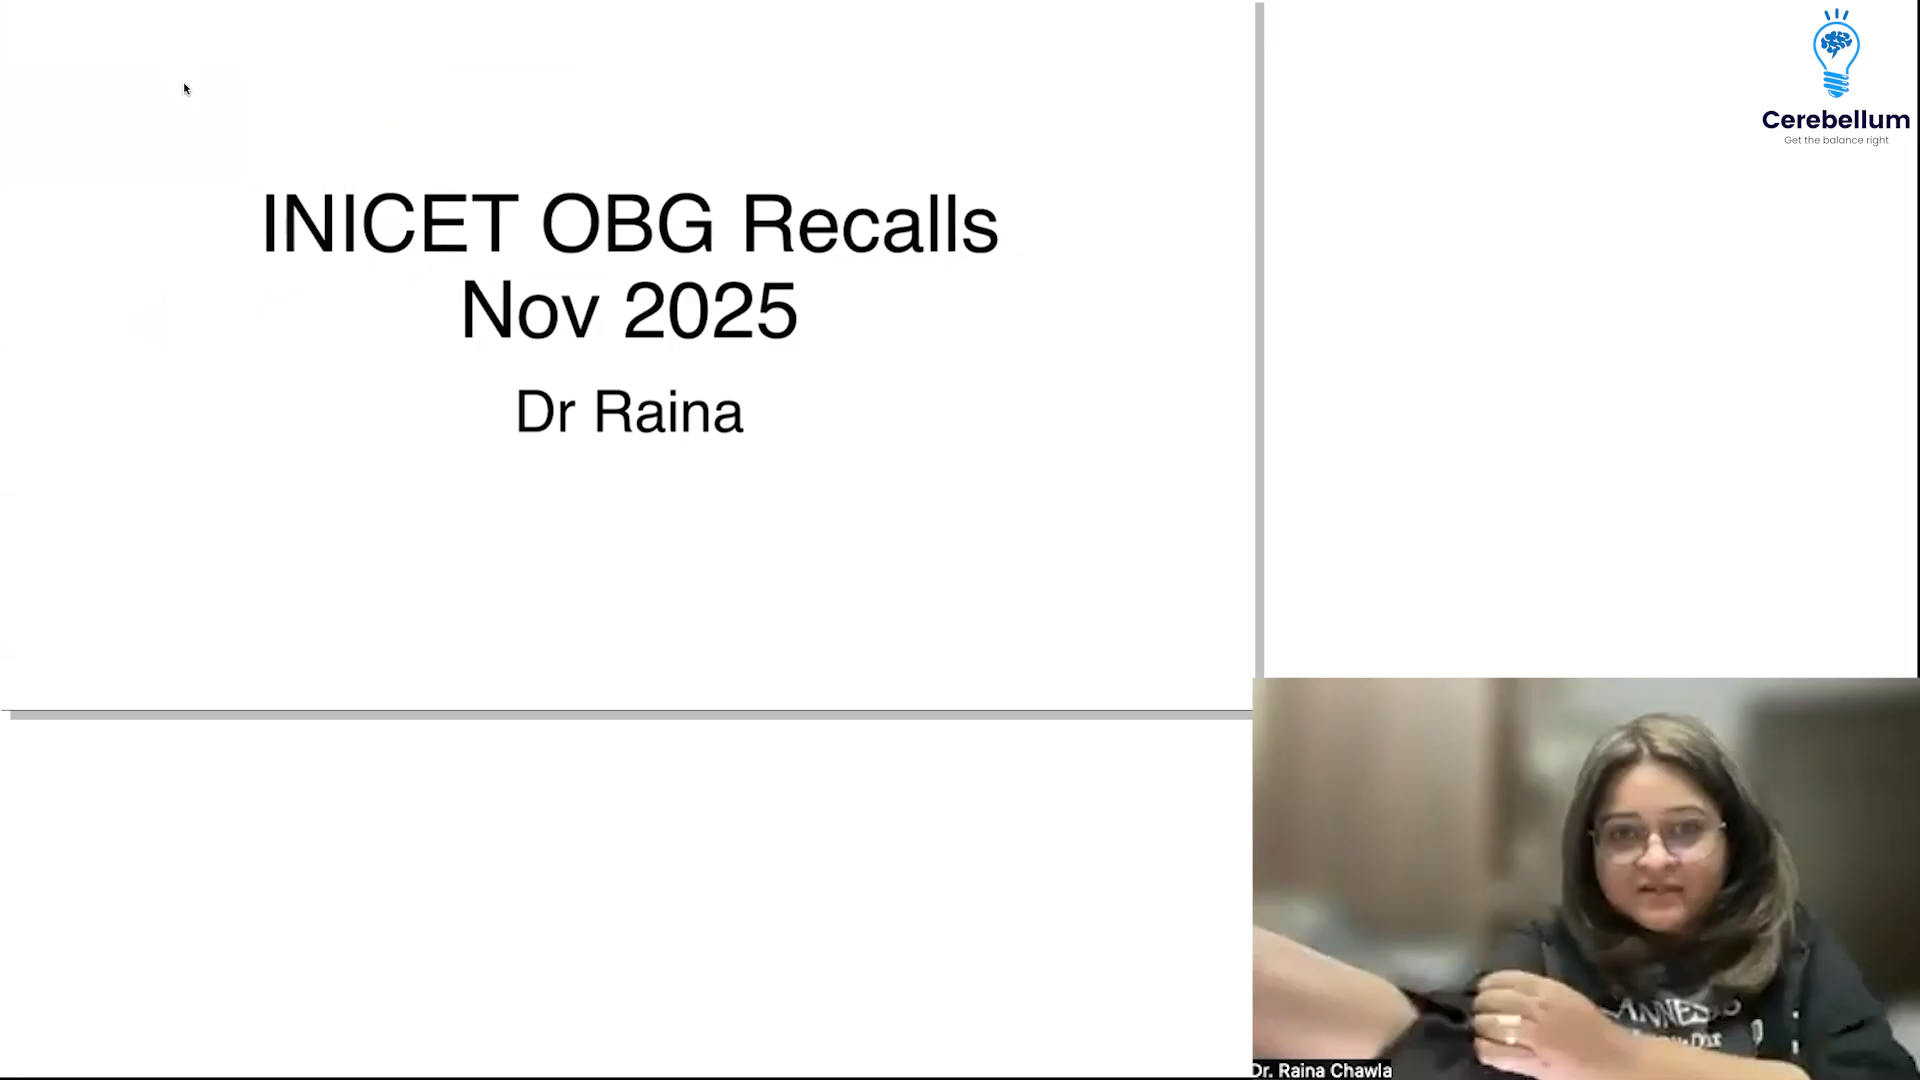 Cerebellum
Get the balance right
INICET OBG Recalls
Nov 2025
Dr Raina
Dr. Raina Chawla